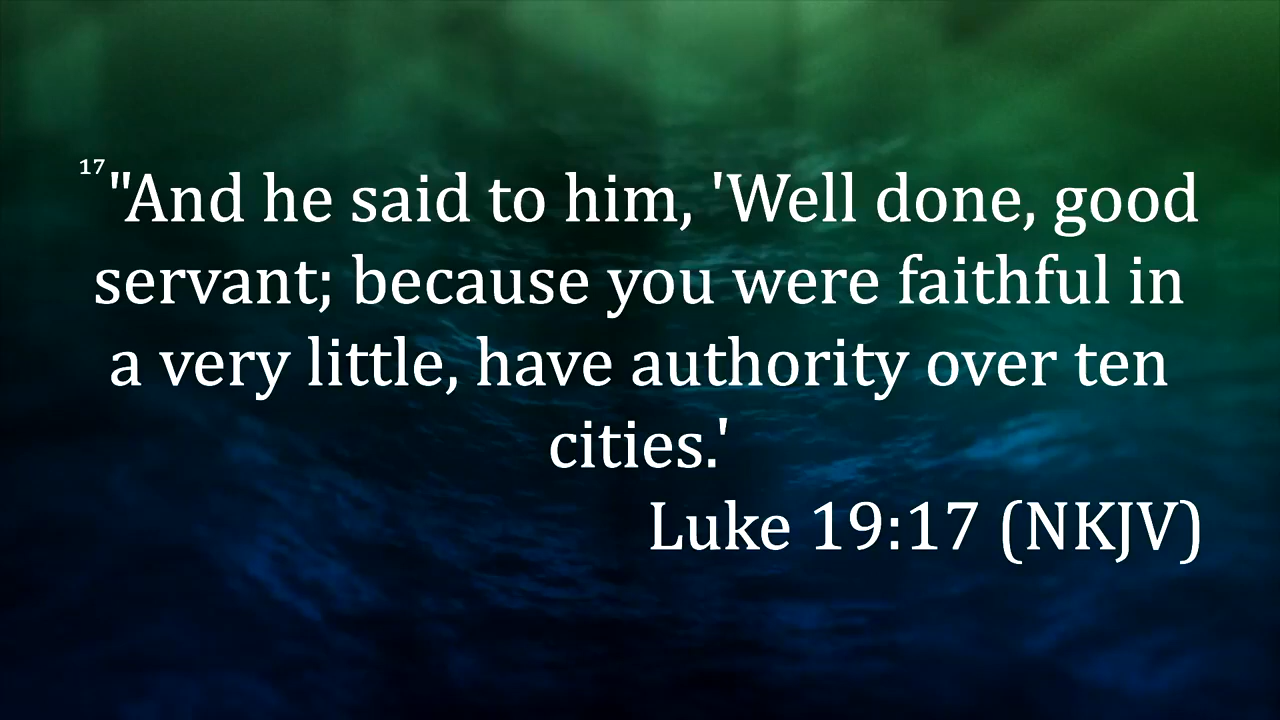 17"And he said to him, 'Well done, good
servant; because you were faithful in
a very little, have authority over ten
cities.'
Luke 19:17 (NKJV)